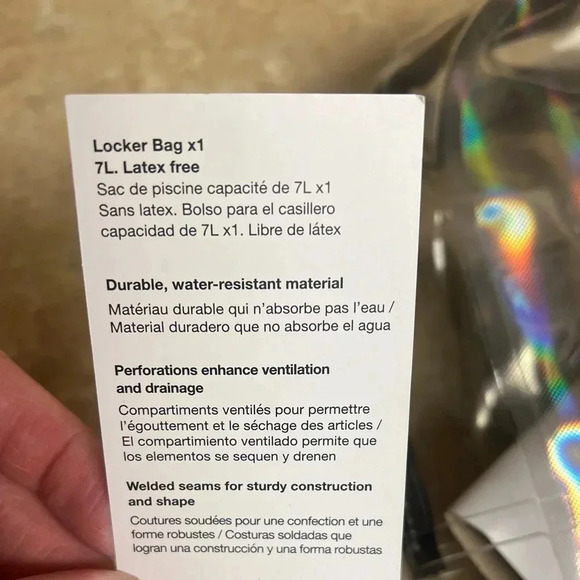 Locker Bag x1
7L. Latex free
Sac de piscine capacité de 7L x1
Sans latex. Bolso para el casillero
capacidad de 7L x1. Libre de látex
Durable, water-resistant material
Matériau durable qui n'absorbe pas l'eau /
Material duradero que no absorbe el agua
Perforations enhance ventilation
and drainage
Compartiments ventilés pour permettre
l'égouttement et le séchage des articles /
El compartimiento ventilado permite que
los elementos se sequen y drenen
Welded seams for sturdy construction
and shape
Coutures soudées pour une confection et une
forme robustes / Costuras soldadas que
logran una construcción y una forma robustas